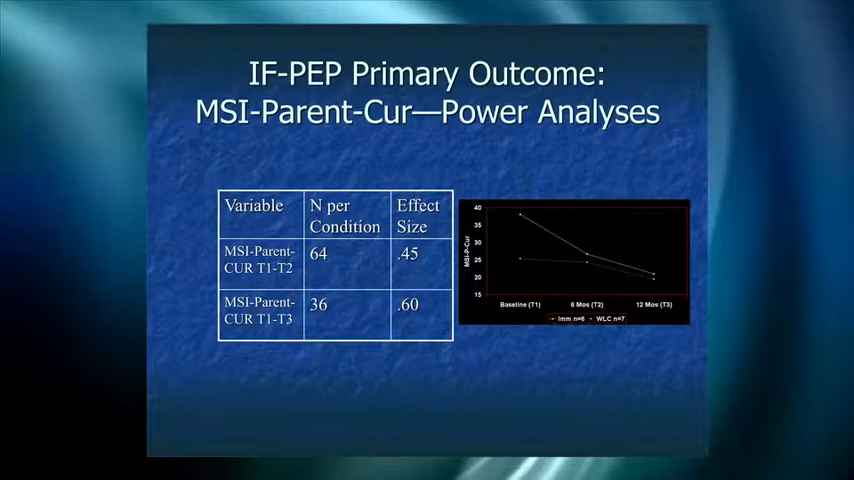 IF-PEP Primary Outcome:
MSI-Parent-Cur—Power Analyses
Variable
N per
Condition
Effect
Size
MSI-Parent-
CUR T1-T2
64
.45
MSI-Parent-
CUR T1-T3
36
.60
MSI-P-Cur
40
35
30
25
20
15
Baseline (T1)
6 Mos (T2)
12 Mos (T3)
Imm n=6
WLC n=7